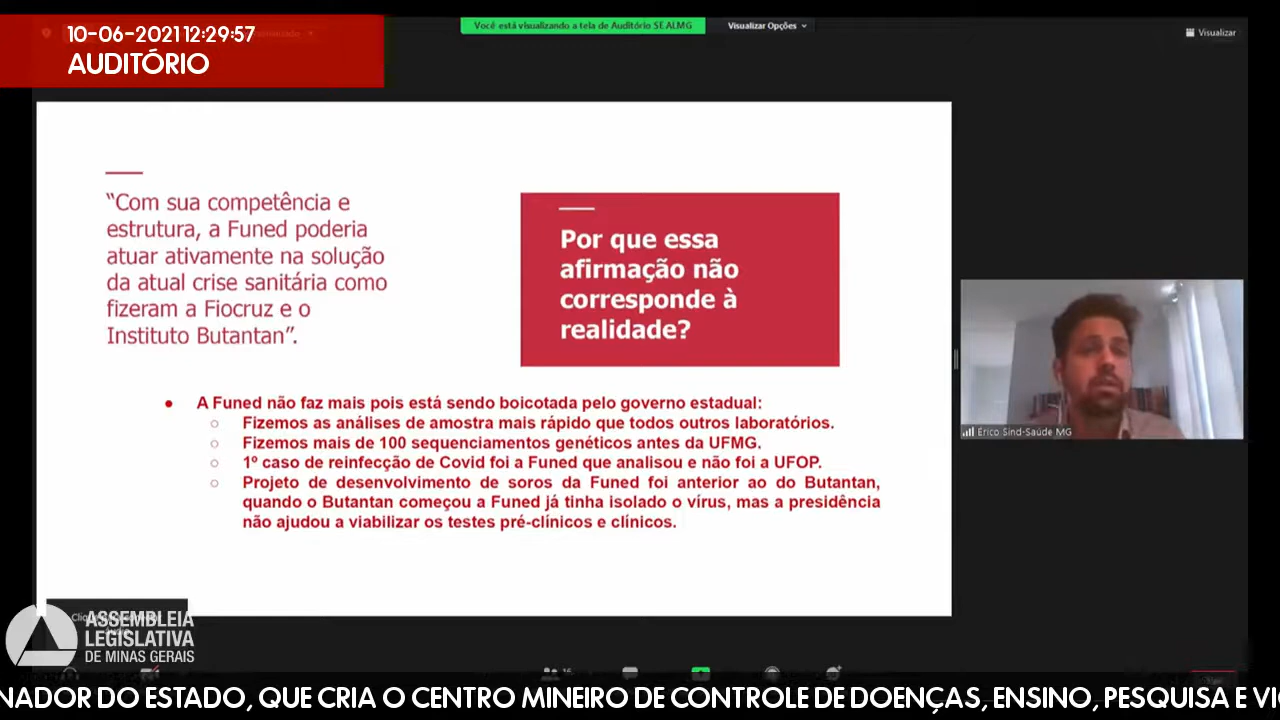 10-06-2021 12:29:57
AUDITÓRIO
Você está visualizando a tela de Auditório SE ALMG
Visualizar Opções
Visualizar
“Com sua competência e
estrutura, a Funed poderia
atuar ativamente na solução
da atual crise sanitária como
fizeram a Fiocruz e o
Instituto Butantan”.
Por que essa
afirmação não
corresponde à
realidade?
A Funed não faz mais pois está sendo boicotada pelo governo estadual:
Fizemos as análises de amostra mais rápido que todos outros laboratórios.
Fizemos mais de 100 sequenciamentos genéticos antes da UFMG.
1º caso de reinfecção de Covid foi a Funed que analisou e não foi a UFOP.
Projeto de desenvolvimento de soros da Funed foi anterior ao do Butantan,
quando o Butantan começou a Funed já tinha isolado o vírus, mas a presidência
não ajudou a viabilizar os testes pré-clínicos e clínicos.
Érico Sind-Saúde MG
ASSEMBLEIA
LEGISLATIVA
DE MINAS GERAIS
NADOR DO ESTADO, QUE CRIA O CENTRO MINEIRO DE CONTROLE DE DOENÇAS, ENSINO, PESQUISA E VI